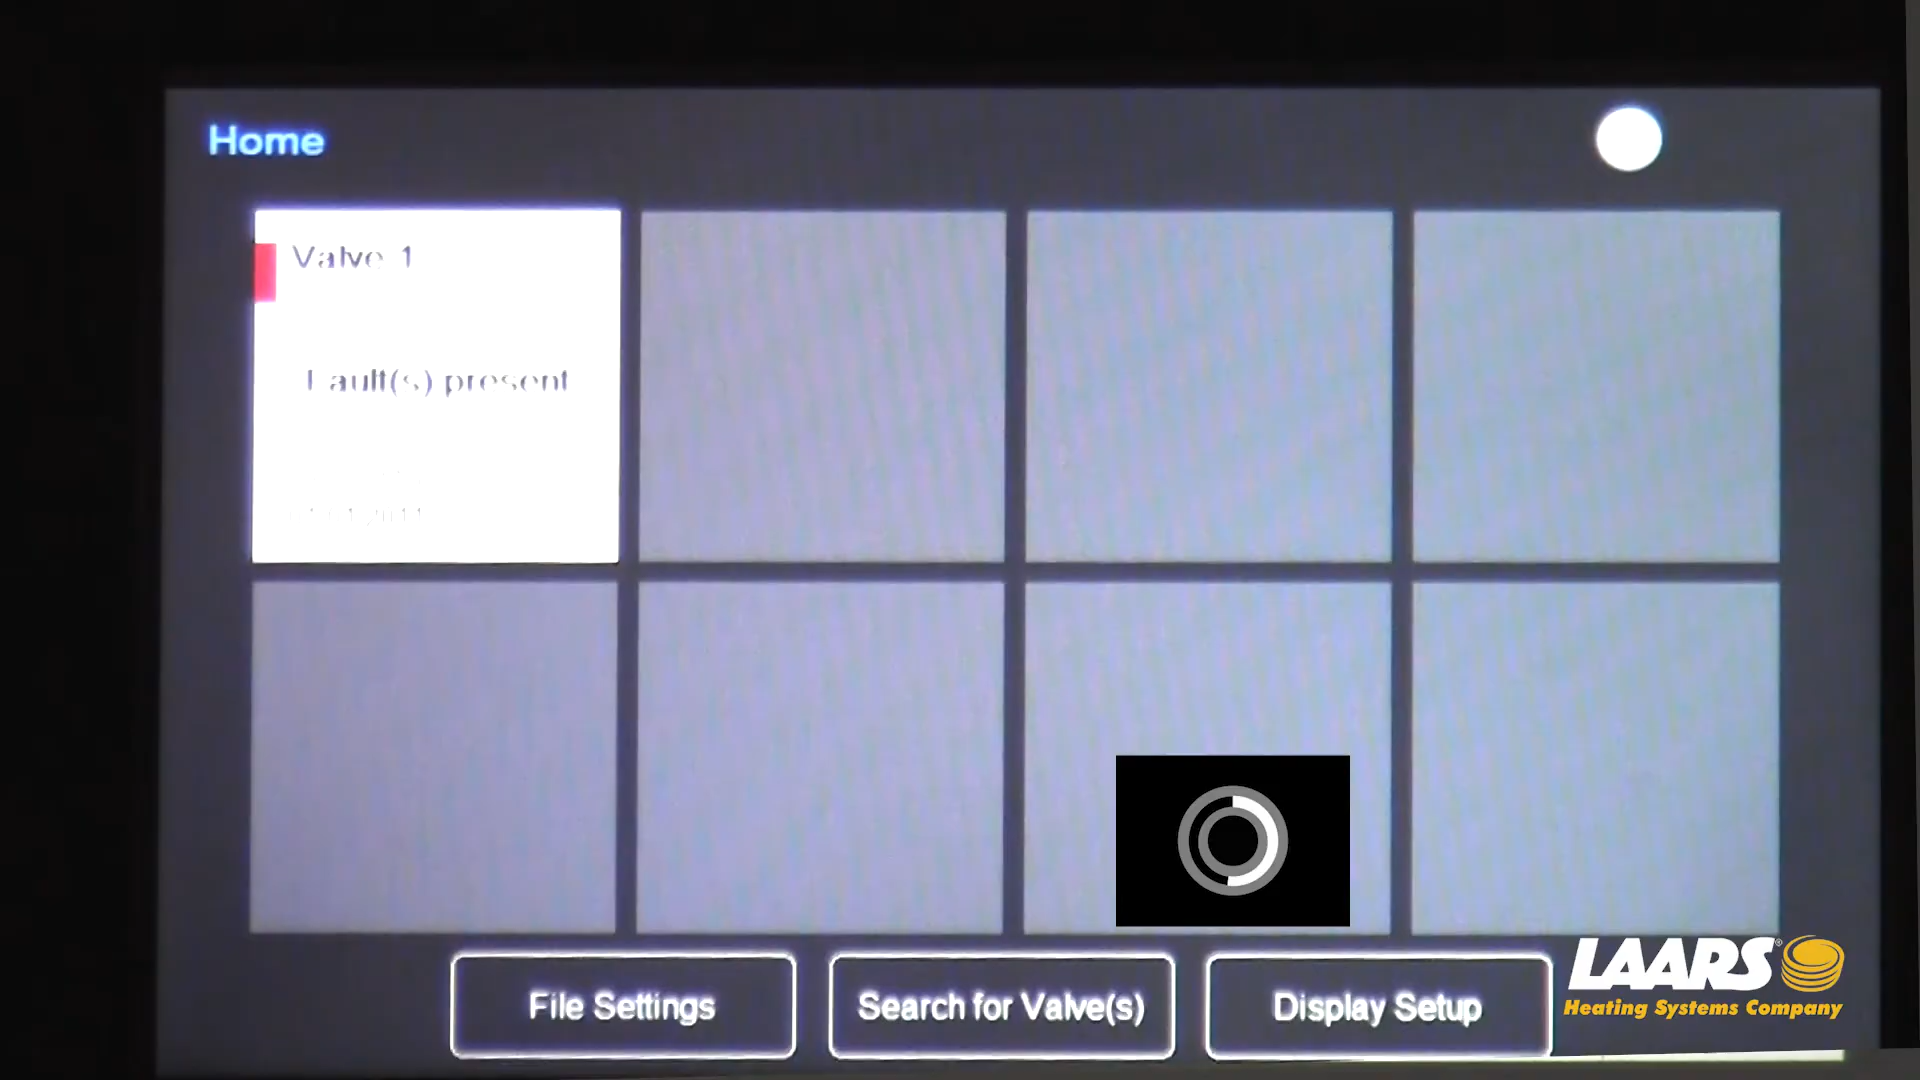 Home
Valve 1
Fault(s) present
File Settings
Search for Valve(s)
Display Setup
LAARS®
Heating Systems Company